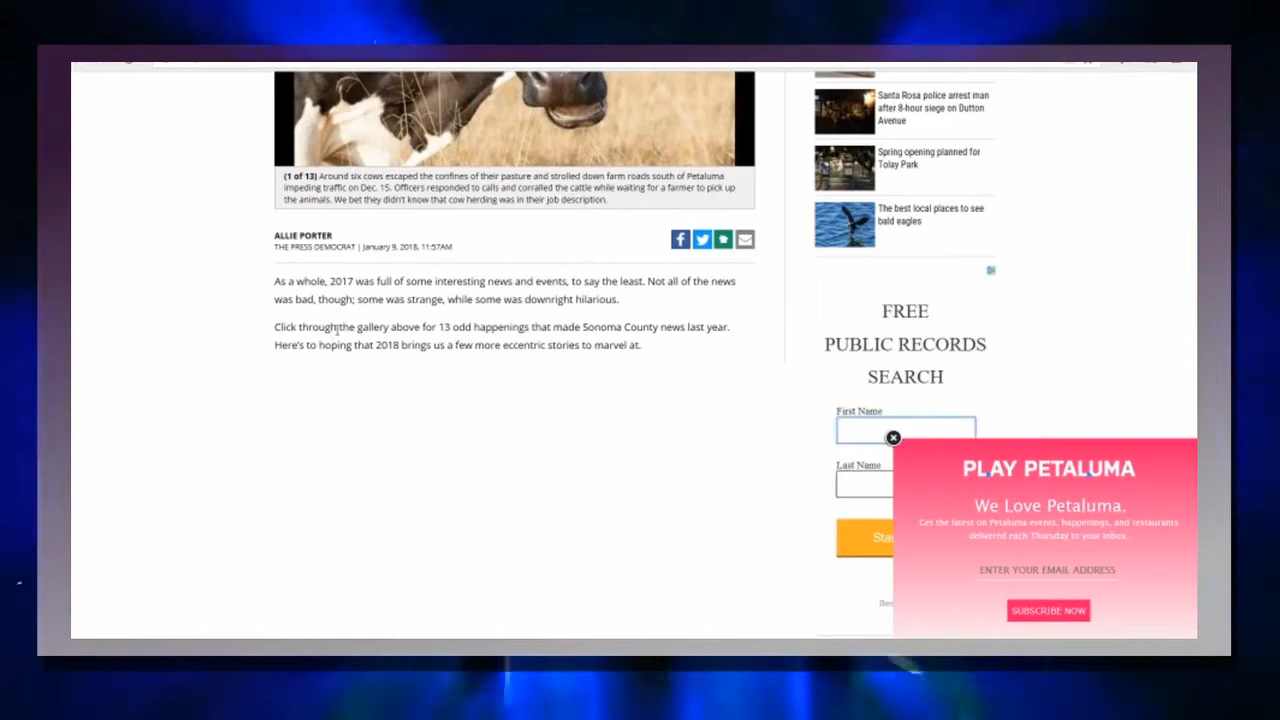 (1 of 13) Around six cows escaped the confines of their pasture and strolled down farm roads south of Petaluma
impeding traffic on Dec. 15. Officers responded to calls and corralled the cattle while waiting for a farmer to pick up
the animals. We bet they didn't know that cow herding was in their job description.
ALLIE PORTER
THE PRESS DEMOCRAT | January 9, 2018, 11:57AM
As a whole, 2017 was full of some interesting news and events, to say the least. Not all of the news
was bad, though; some was strange, while some was downright hilarious.
Click through the gallery above for 13 odd happenings that made Sonoma County news last year.
Here's to hoping that 2018 brings us a few more eccentric stories to marvel at.
Santa Rosa police arrest man
after 8-hour siege on Dutton
Avenue
Spring opening planned for
Tolay Park
The best local places to see
bald eagles
FREE
PUBLIC RECORDS
SEARCH
First Name
Last Name
PLAY PETALUMA
We Love Petaluma.
Get the latest on Petaluma events, happenings, and restaurants
delivered each Thursday to your inbox.
ENTER YOUR EMAIL ADDRESS
SUBSCRIBE NOW